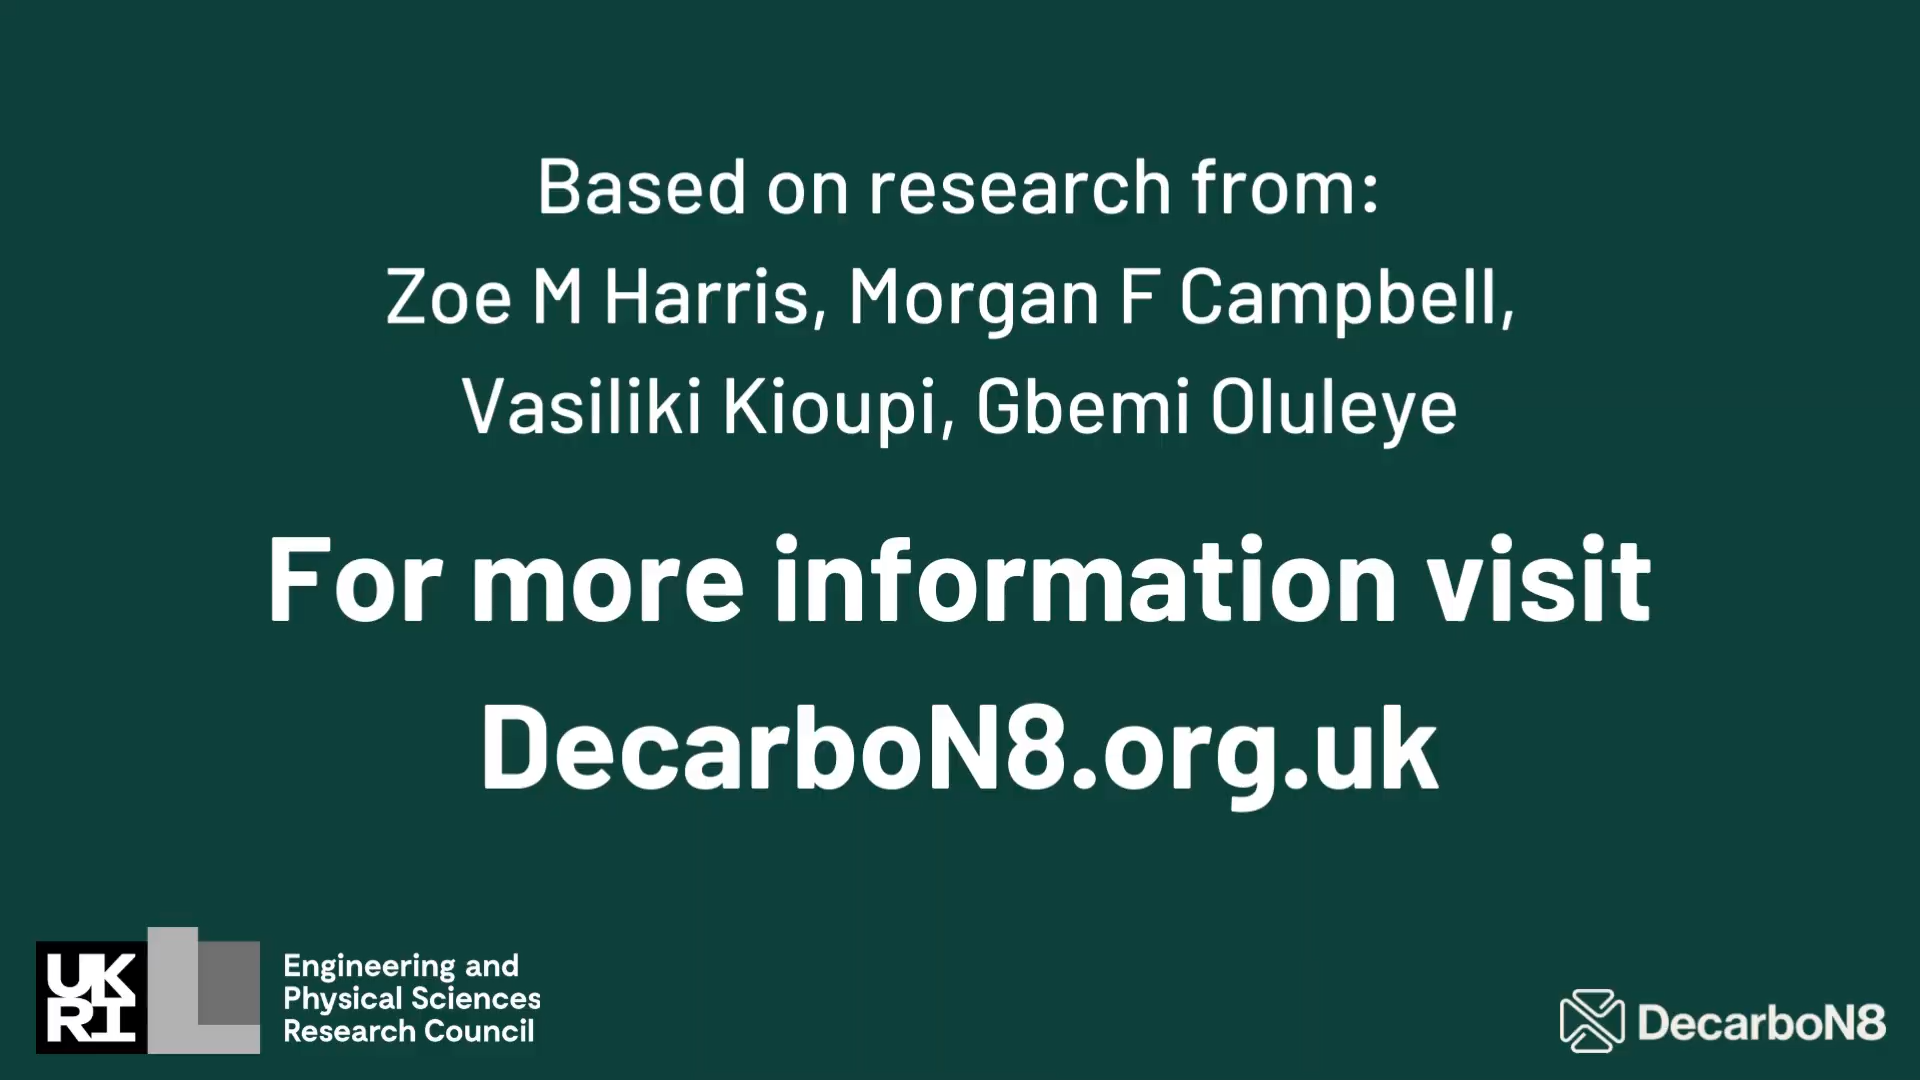 Based on research from:
Zoe M Harris, Morgan F Campbell,
Vasiliki Kioupi, Gbemi Oluleye
For more information visit
DecarboN8.org.uk
UK
RI
Engineering and
Physical Sciences
Research Council
DecarboN8